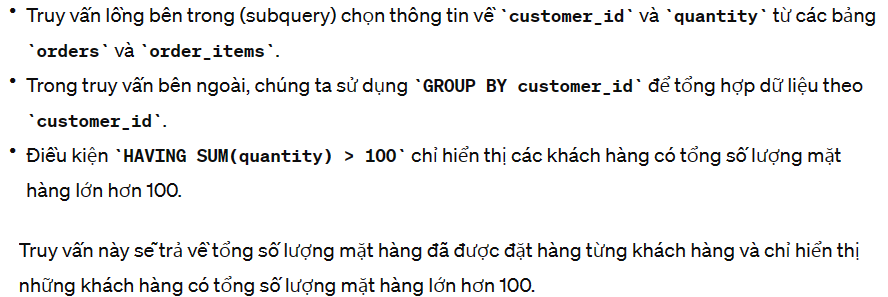 • Truy vấn lồng bên trong (subquery) chọn thông tin về `customer_id` và `quantity` từ các bảng
`orders` và `order_items`.
• Trong truy vấn bên ngoài, chúng ta sử dụng `GROUP BY customer_id` để tổng hợp dữ liệu theo
`customer_id`.
• Điều kiện `HAVING SUM(quantity) > 100` chỉ hiển thị các khách hàng có tổng số lượng mặt
hàng lớn hơn 100.
Truy vấn này sẽ trả về tổng số lượng mặt hàng đã được đặt hàng từng khách hàng và chỉ hiển thị
những khách hàng có tổng số lượng mặt hàng lớn hơn 100.